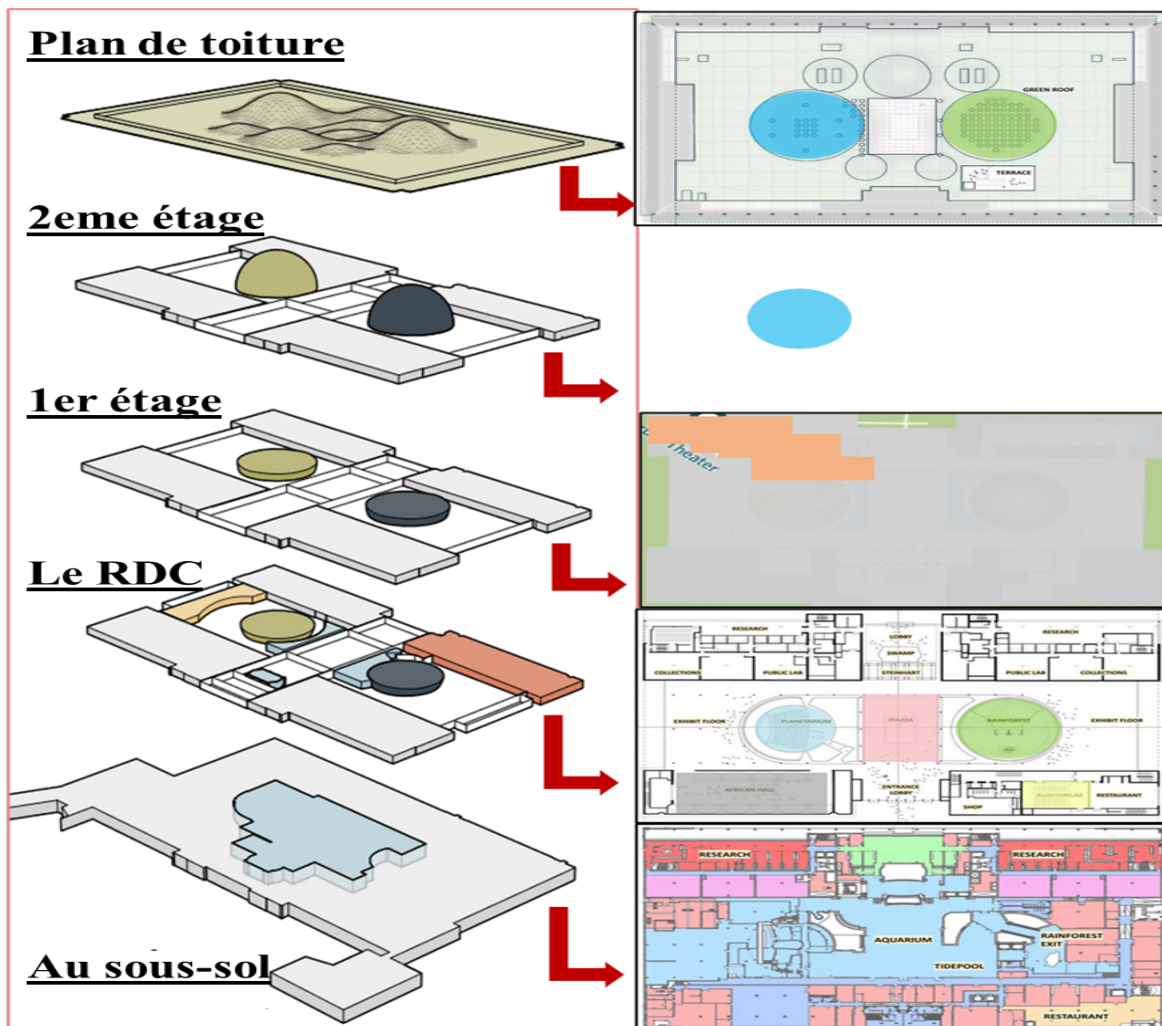 Plan de toiture
GREEN ROOF
TERRACE
2eme étage
1er étage
Theater
Le RDC
RESEARCH
LOBBY
RESEARCH
SWAMP
COLLECTIONS
PUBLIC LAB
STEINHART
PUBLIC LAB
COLLECTIONS
EXHIBIT FLOOR
PLANETARIUM
PIAZZA
RAINFOREST
EXHIBIT FLOOR
AFRICAN HALL
ENTRANCE
LOBBY
SHOP
AUDITORIUM
RESTAURANT
RESEARCH
RESEARCH
AQUARIUM
RAINFOREST
EXIT
TIDEPOOL
Au sous-sol
RESTAURANT